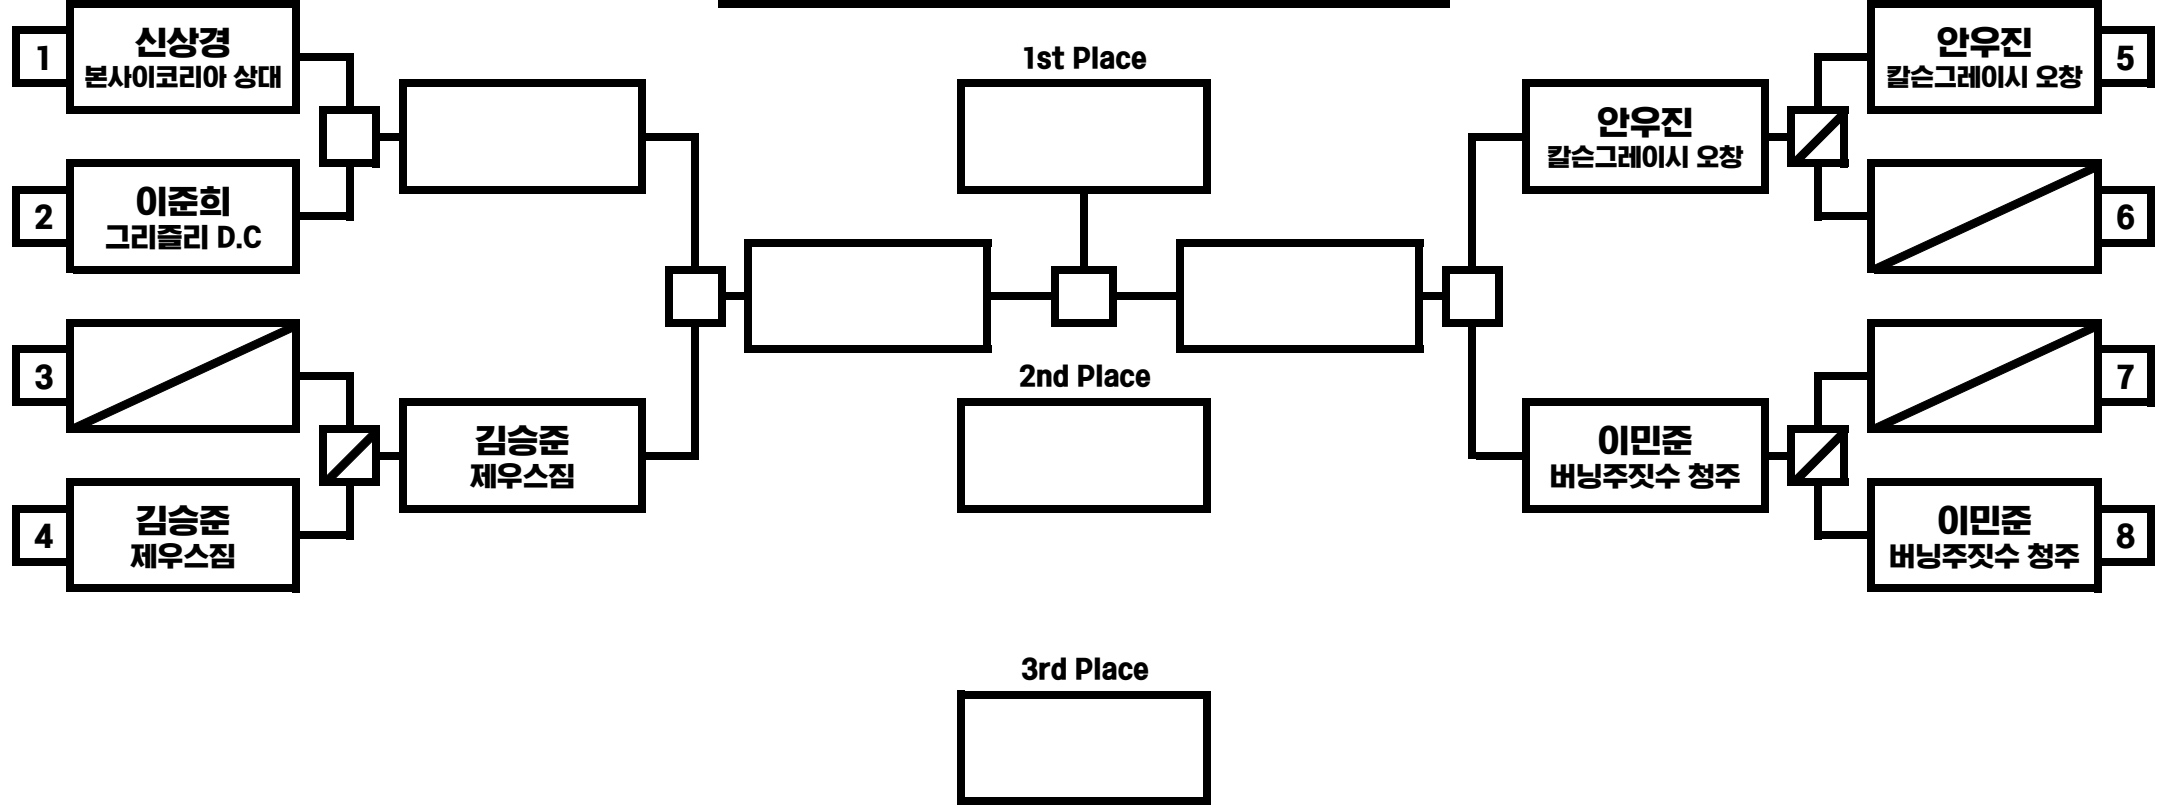 1
신상경
본사이코리아 상대
2
이준희
그리즐리 D.C
3
4
김승준
제우스짐
김승준
제우스짐
1st Place
2nd Place
3rd Place
안우진
칼슨그레이시 오창
이민준
버닝주짓수 청주
안우진
칼슨그레이시 오창
5
6
7
이민준
버닝주짓수 청주
8